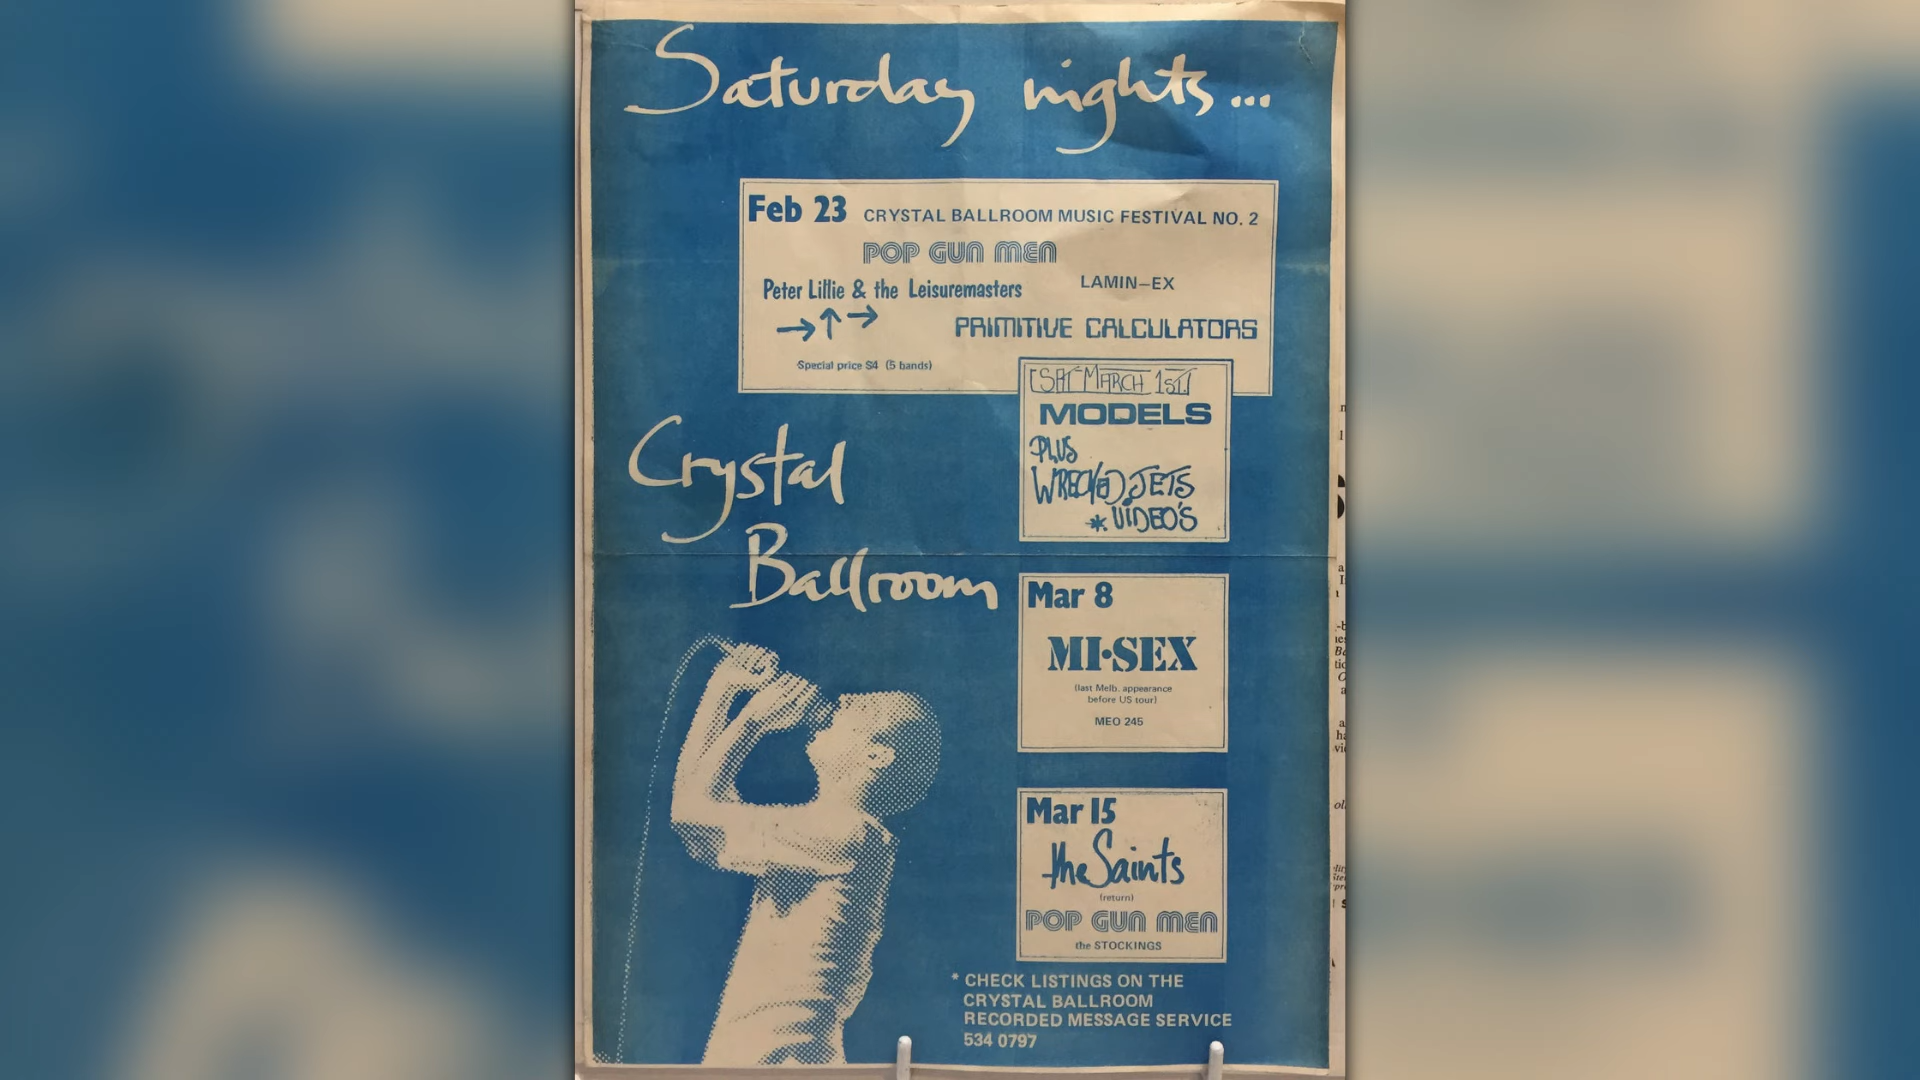 Saturday nights...
Feb 23 CRYSTAL BALLROOM MUSIC FESTIVAL NO. 2
POP GUN MEN
Peter Lillie & the Leisuremasters
LAMIN-EX
→↑→
PRIMITIVE CALCULATORS
Special price $4 (5 bands)
[SAT MARCH 1ST]
MODELS
PLUS
WRECKED JETS
* VIDEO'S
Crystal
Ballroom
Mar 8
MI·SEX
(last Melb. appearance
before US tour)
MEO 245
Mar 15
the Saints
(return)
POP GUN MEN
the STOCKINGS
* CHECK LISTINGS ON THE
CRYSTAL BALLROOM
RECORDED MESSAGE SERVICE
534 0797